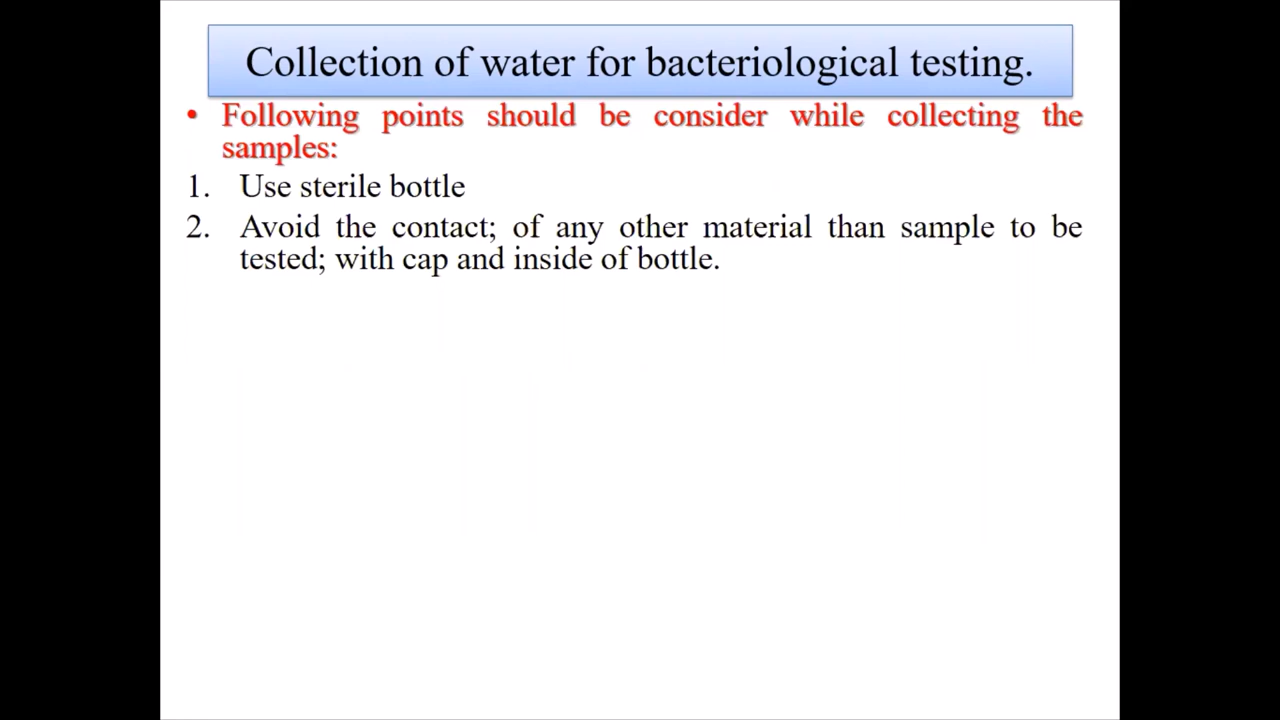 Collection of water for bacteriological testing.
• Following points should be consider while collecting the
samples:
1. Use sterile bottle
2. Avoid the contact; of any other material than sample to be
tested; with cap and inside of bottle.